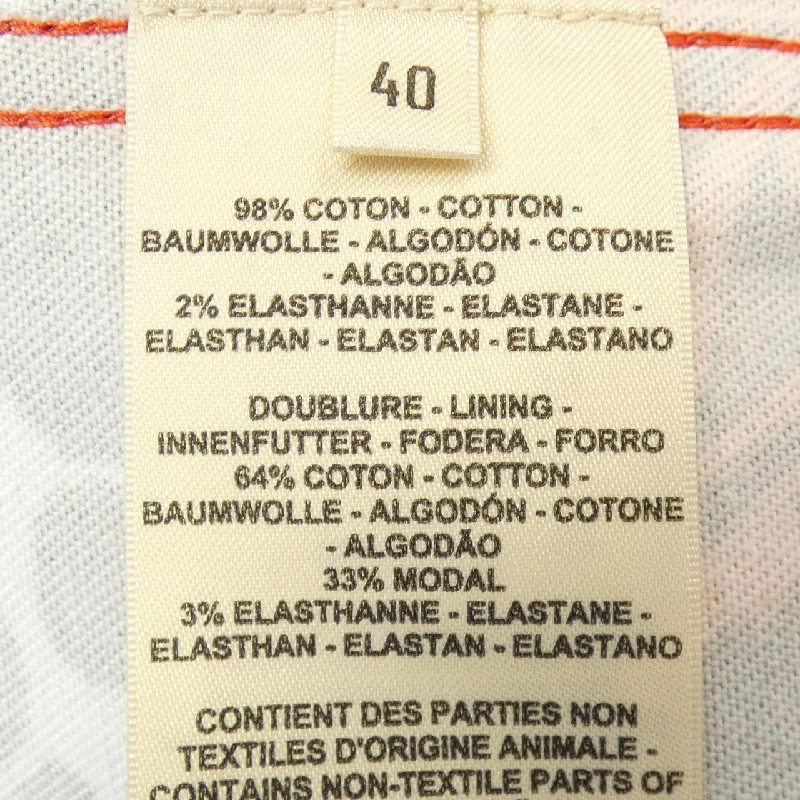 40
98% COTON - COTTON -
BAUMWOLLE - ALGODÓN - COTONE
- ALGODÃO
2% ELASTHANNE - ELASTANE -
ELASTHAN - ELASTAN - ELASTANO
DOUBLURE - LINING -
INNENFUTTER - FODERA - FORRO
64% COTON - COTTON -
BAUMWOLLE - ALGODÓN - COTONE
- ALGODÃO
33% MODAL
3% ELASTHANNE - ELASTANE -
ELASTHAN - ELASTAN - ELASTANO
CONTIENT DES PARTIES NON
TEXTILES D'ORIGINE ANIMALE -
CONTAINS NON-TEXTILE PARTS OF